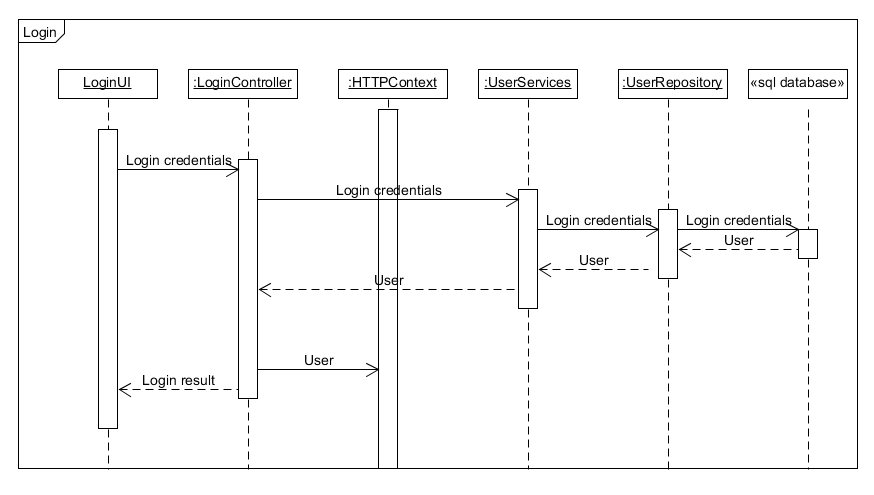 Login
LoginUI
:LoginController
:HTTPContext
:UserServices
:UserRepository
«sql database»
Login credentials
Login credentials
Login credentials
Login credentials
User
User
User
User
Login result